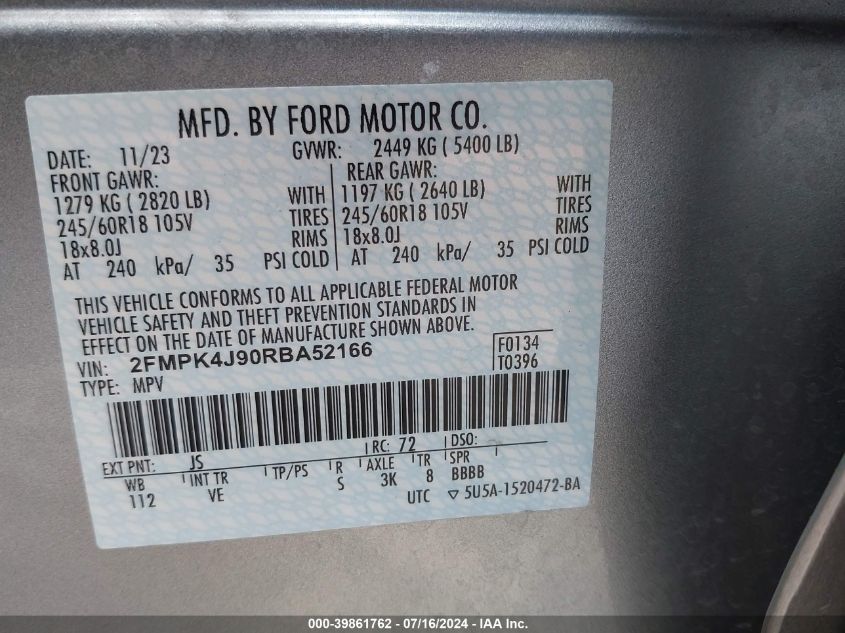 MFD. BY FORD MOTOR CO.
DATE: 11/23 GVWR: 2449 KG ( 5400 LB)
FRONT GAWR: REAR GAWR:
1279 KG ( 2820 LB) WITH 1197 KG ( 2640 LB) WITH
245/60R18 105V TIRES 245/60R18 105V TIRES
18x8.0J RIMS 18x8.0J RIMS
AT 240 kPa/ 35 PSI COLD AT 240 kPa/ 35 PSI COLD
THIS VEHICLE CONFORMS TO ALL APPLICABLE FEDERAL MOTOR
VEHICLE SAFETY AND THEFT PREVENTION STANDARDS IN
EFFECT ON THE DATE OF MANUFACTURE SHOWN ABOVE.
VIN: 2FMPK4J90RBA52166 F0134
TYPE: MPV T0396
EXT PNT: JS RC: 72 DSO:
WB INT TR TP/PS R AXLE TR SPR
112 VE S 3K 8 BBBB
UTC ▽ 5U5A-1520472-BA
000-39861762 - 07/16/2024 - IAA Inc.